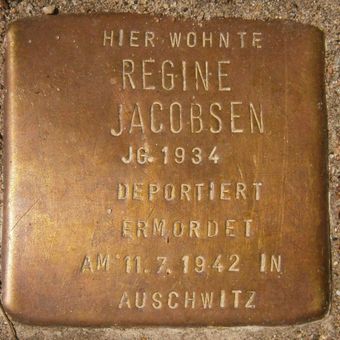 HIER WOHNTE
REGINE
JACOBSEN
JG. 1934
DEPORTIERT
ERMORDET
AM 11.7.1942 IN
AUSCHWITZ